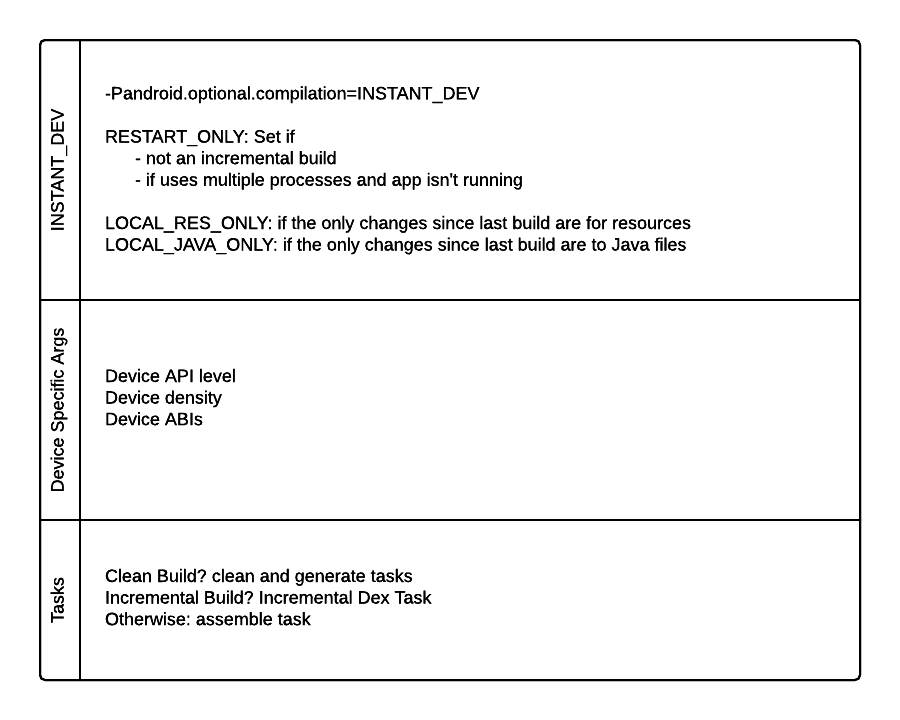 INSTANT_DEV
-Pandroid.optional.compilation=INSTANT_DEV
RESTART_ONLY: Set if
- not an incremental build
- if uses multiple processes and app isn't running
LOCAL_RES_ONLY: if the only changes since last build are for resources
LOCAL_JAVA_ONLY: if the only changes since last build are to Java files
Device Specific Args
Device API level
Device density
Device ABIs
Tasks
Clean Build? clean and generate tasks
Incremental Build? Incremental Dex Task
Otherwise: assemble task